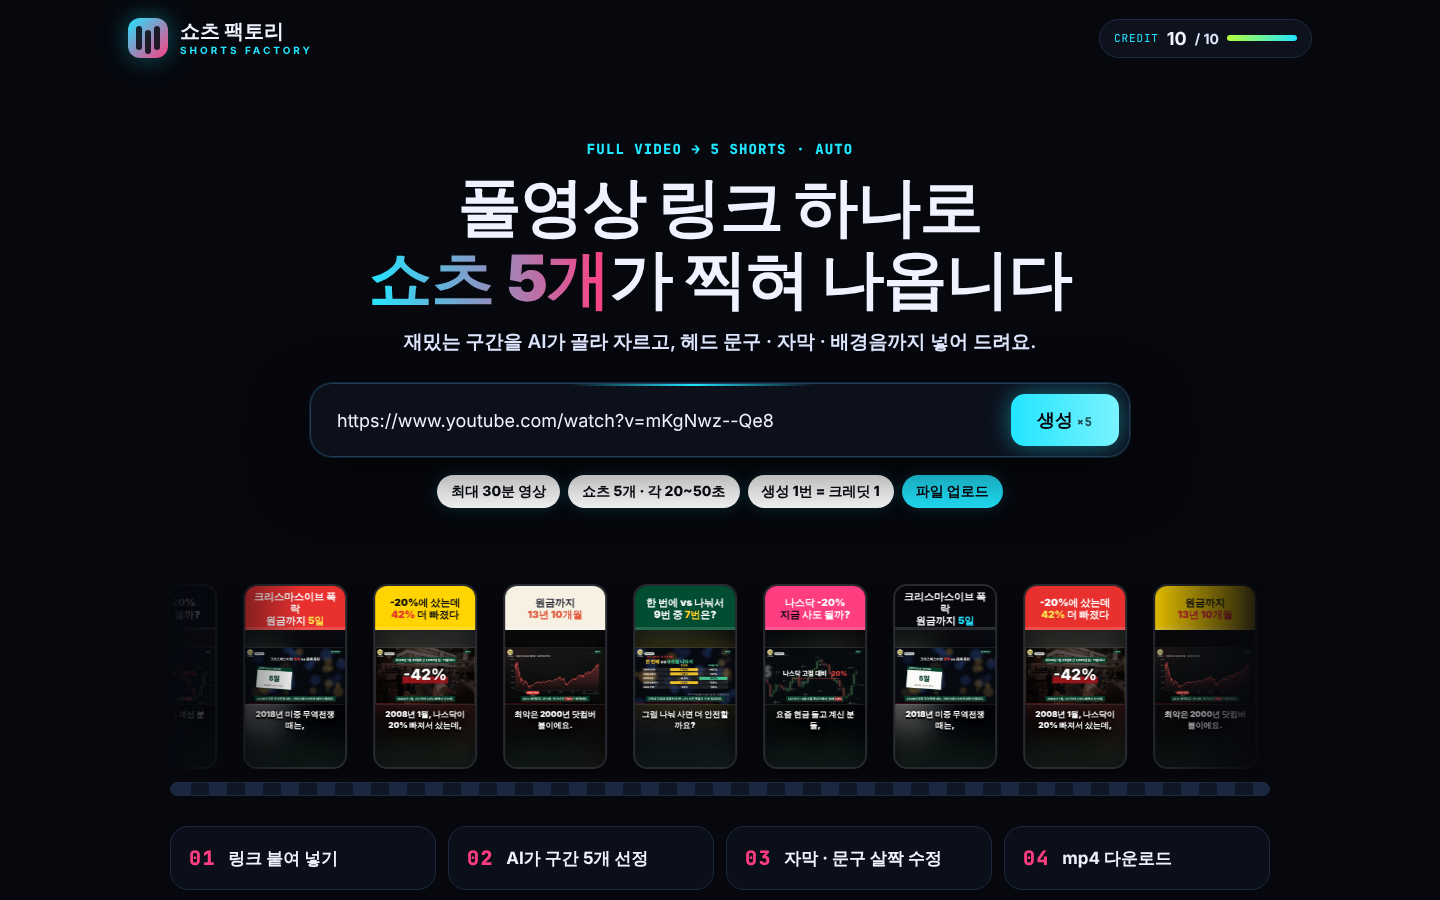 쇼츠 팩토리
SHORTS FACTORY
CREDIT 10 / 10
FULL VIDEO → 5 SHORTS · AUTO
풀영상 링크 하나로
쇼츠 5개가 찍혀 나옵니다
재밌는 구간을 AI가 골라 자르고, 헤드 문구 · 자막 · 배경음까지 넣어 드려요.
https://www.youtube.com/watch?v=mKgNwz--Qe8
생성 ×5
최대 30분 영상
쇼츠 5개 · 각 20~50초
생성 1번 = 크레딧 1
파일 업로드
크리스마스이브 폭
락
원금까지 5일
5일
2018년 미중 무역전쟁
때는,
-20%에 샀는데
42% 더 빠졌다
-42%
2008년 1월, 나스닥이
20% 빠져서 샀는데,
원금까지
13년 10개월
최악은 2000년 닷컴버
블이에요.
한 번에 vs 나눠서
9번 중 7번은?
그럼 나눠 사면 더 안전할
까요?
나스닥 -20%
지금 사도 될까?
나스닥 고점 대비 -20%
요즘 현금 들고 계신 분
들,
크리스마스이브 폭
락
원금까지 5일
5일
2018년 미중 무역전쟁
때는,
-20%에 샀는데
42% 더 빠졌다
-42%
2008년 1월, 나스닥이
20% 빠져서 샀는데,
원금까지
13년 10개월
최악은 2000년 닷컴버
블이에요.
01 링크 붙여 넣기
02 AI가 구간 5개 선정
03 자막 · 문구 살짝 수정
04 mp4 다운로드